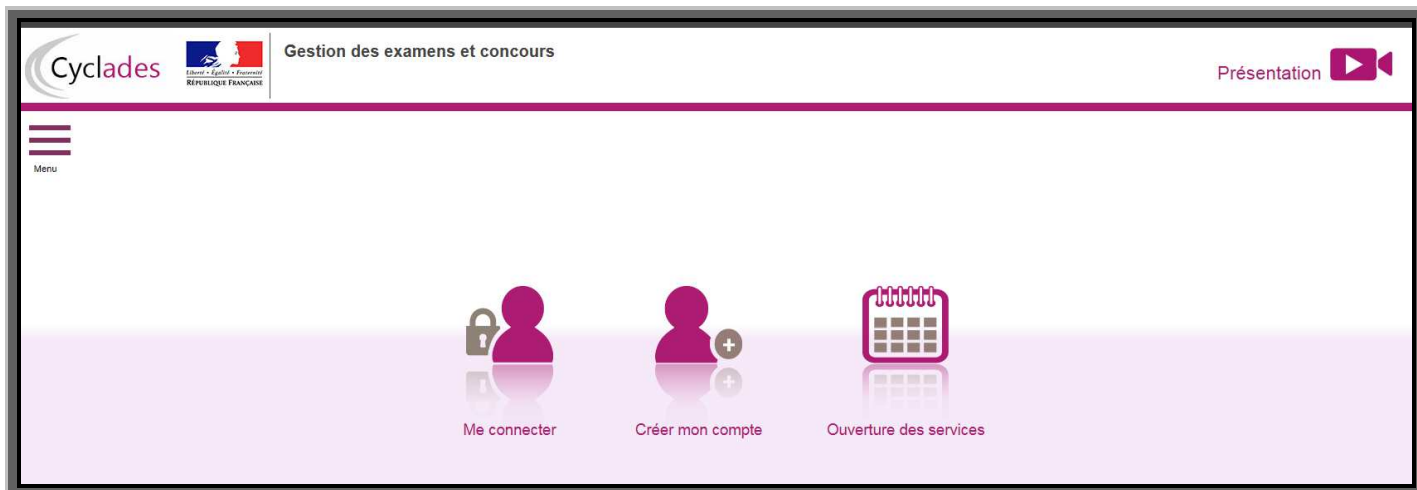 Cyclades
Liberté • Égalité • Fraternité
RÉPUBLIQUE FRANÇAISE
Gestion des examens et concours
Présentation
Menu
Me connecter
Créer mon compte
Ouverture des services